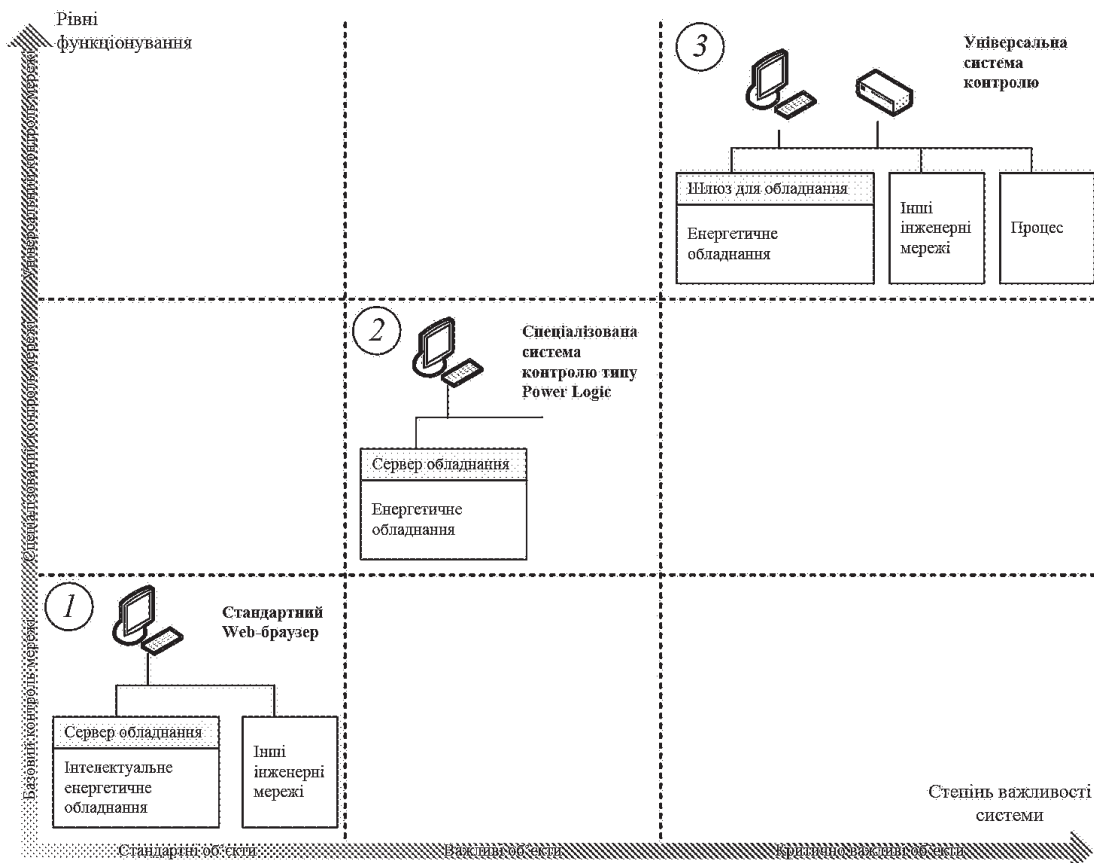 Рівні
функціонування
3
Універсальна
система
контролю
Шлюз для обладнання
Енергетичне
обладнання
Інші
інженерні
мережі
Процес
Універсальний контроль мережі
2
Спеціалізована
система
контролю типу
Power Logic
Сервер обладнання
Енергетичне
обладнання
Спеціалізований контроль мережі
1
Стандартний
Web-браузер
Сервер обладнання
Інтелектуальне
енергетичне
обладнання
Інші
інженерні
мережі
Базовий контроль мережі
Степінь важливості
системи
Стандартні об'єкти
Важливі об'єкти
Критично важливі об'єкти